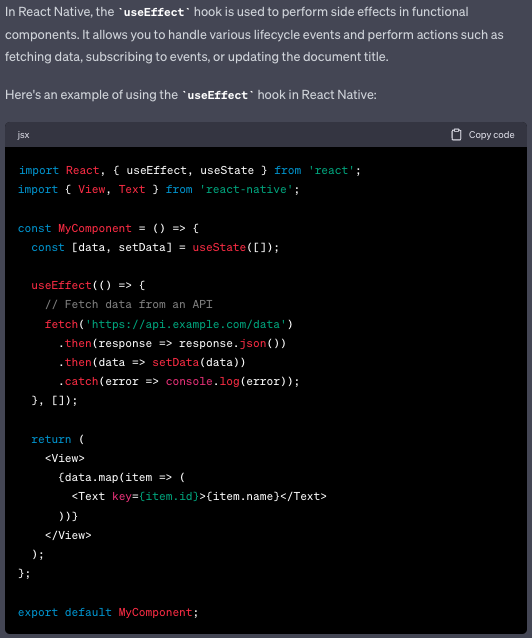 In React Native, the `useEffect` hook is used to perform side effects in functional
components. It allows you to handle various lifecycle events and perform actions such as
fetching data, subscribing to events, or updating the document title.
Here's an example of using the `useEffect` hook in React Native:
jsx
Copy code
import React, { useEffect, useState } from 'react';
import { View, Text } from 'react-native';
const MyComponent = () => {
  const [data, setData] = useState([]);
  useEffect(() => {
    // Fetch data from an API
    fetch('https://api.example.com/data')
      .then(response => response.json())
      .then(data => setData(data))
      .catch(error => console.log(error));
  }, []);
  return (
    <View>
      {data.map(item => (
        <Text key={item.id}>{item.name}</Text>
      ))}
    </View>
  );
};
export default MyComponent;